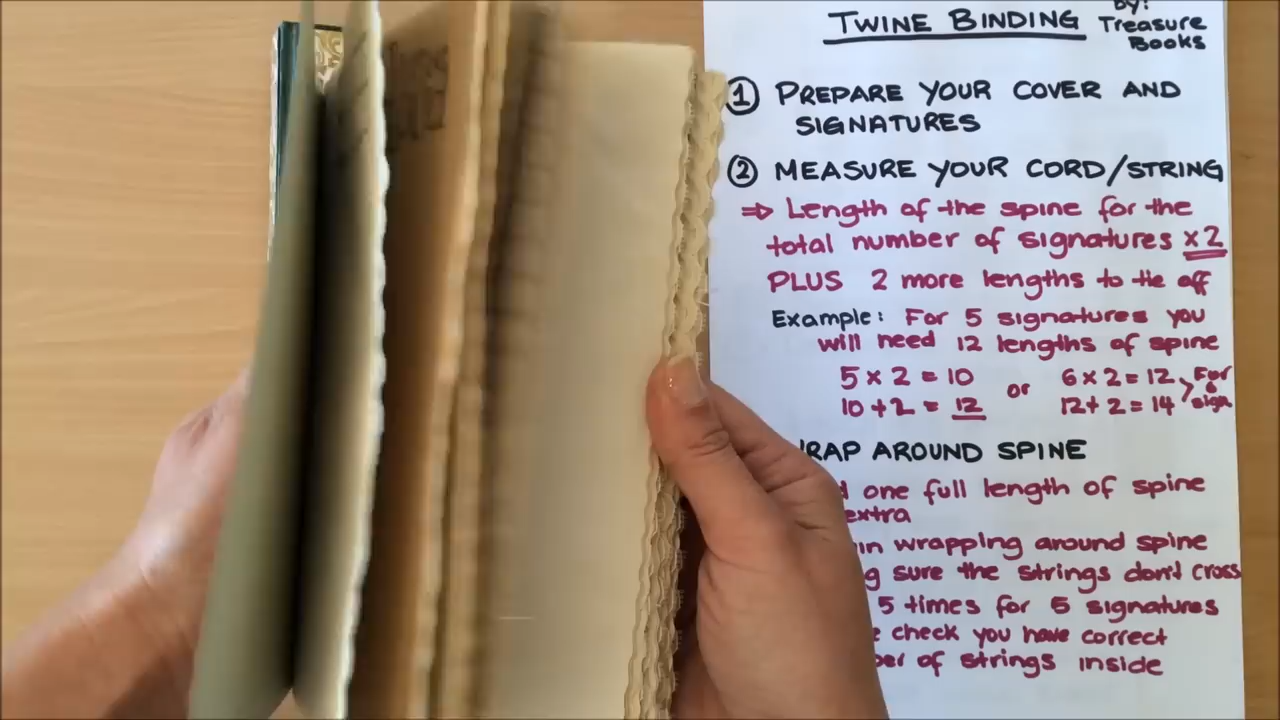 TWINE BINDING
by:
Treasure
Books
① PREPARE YOUR COVER AND
SIGNATURES
② MEASURE YOUR CORD/STRING
⇒ Length of the spine for the
total number of signatures x2
PLUS 2 more lengths to tie off
Example: For 5 signatures you
will need 12 lengths of spine
5 x 2 = 10
10 + 2 = 12
or
6 x 2 = 12
12 + 2 = 14
For
6
sign
RAP AROUND SPINE
one full length of spine
extra
in wrapping around spine
g sure the strings don't cross
5 times for 5 signatures
check you have correct
ber of strings inside